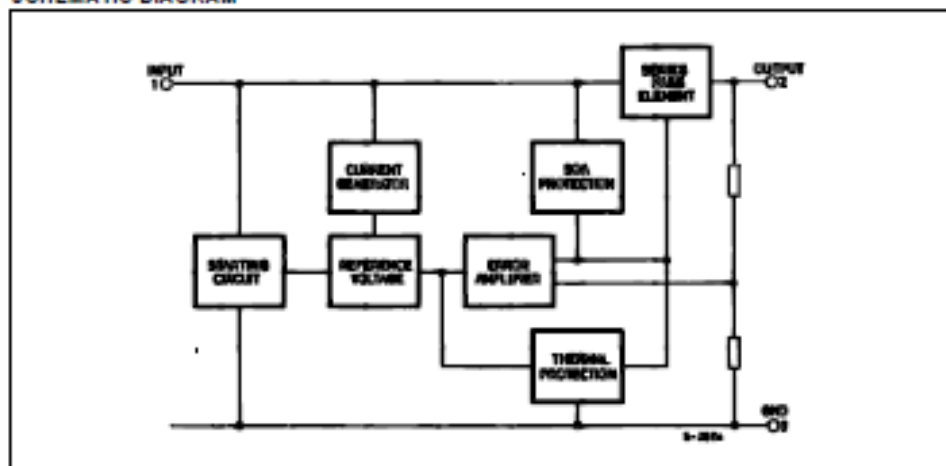 SCHEMATIC DIAGRAM
INPUT
1
SERIES
PASS
ELEMENT
OUTPUT
2
CURRENT
GENERATOR
SOA
PROTECTION
STARTING
CIRCUIT
REFERENCE
VOLTAGE
ERROR
AMPLIFIER
THERMAL
PROTECTION
GND